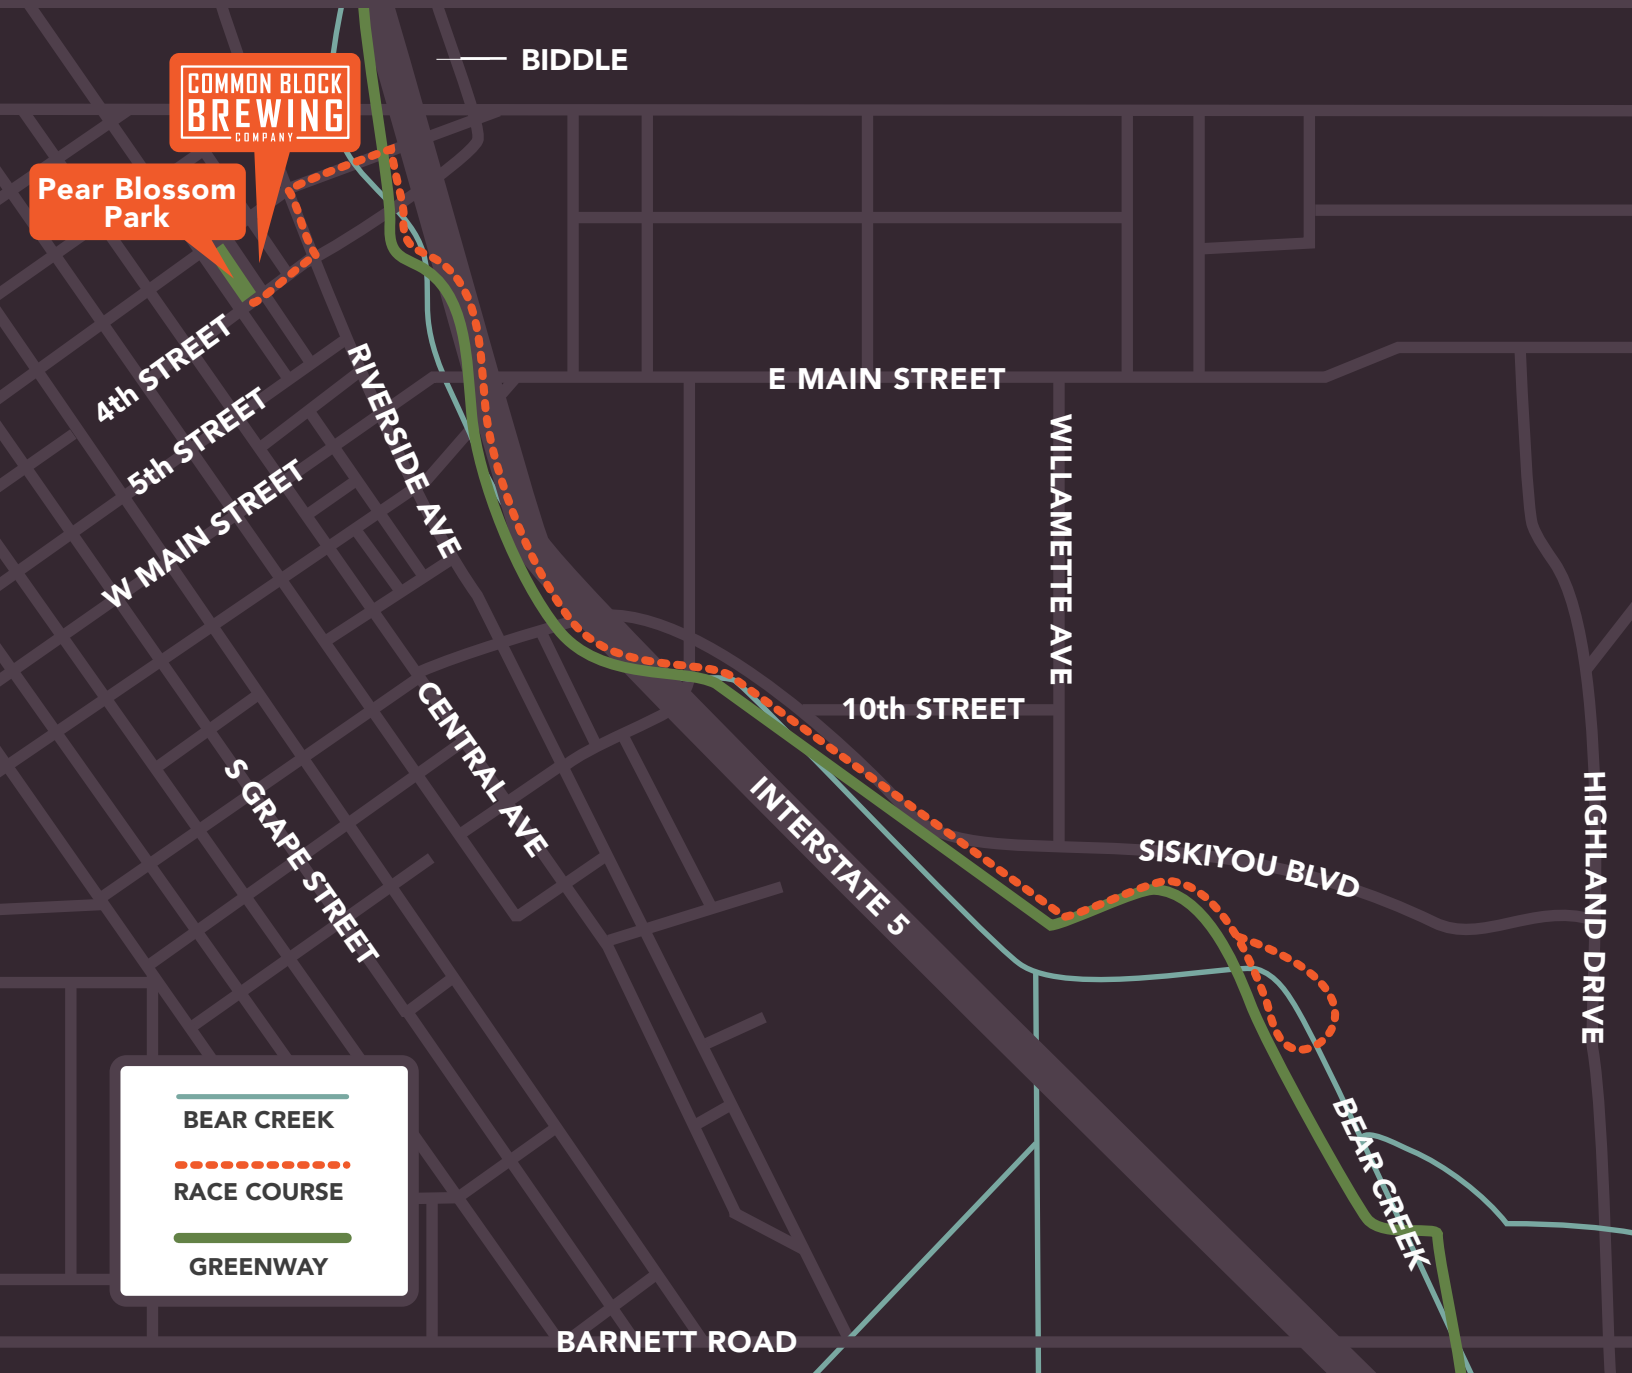 BIDDLE
COMMON BLOCK
BREWING
COMPANY
Pear Blossom
Park
4th STREET
5th STREET
W MAIN STREET
RIVERSIDE AVE
E MAIN STREET
WILLAMETTE AVE
10th STREET
CENTRAL AVE
S GRAPE STREET
INTERSTATE 5
SISKIYOU BLVD
HIGHLAND DRIVE
BEAR CREEK
BEAR CREEK
RACE COURSE
GREENWAY
BARNETT ROAD